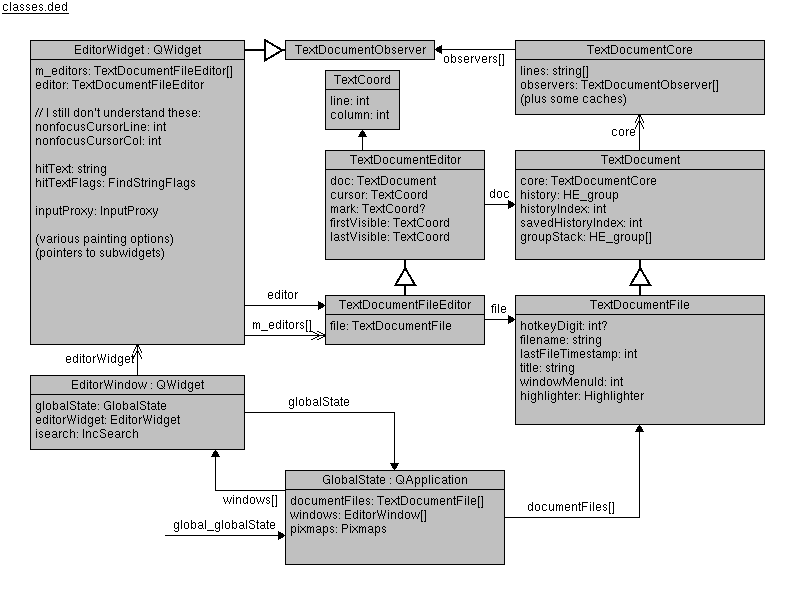 classes.ded
EditorWidget : QWidget
m_editors: TextDocumentFileEditor[]
editor: TextDocumentFileEditor
// I still don't understand these:
nonfocusCursorLine: int
nonfocusCursorCol: int
hitText: string
hitTextFlags: FindStringFlags
inputProxy: InputProxy
(various painting options)
(pointers to subwidgets)
TextDocumentObserver
observers[]
TextDocumentCore
lines: string[]
observers: TextDocumentObserver[]
(plus some caches)
TextCoord
line: int
column: int
core
TextDocumentEditor
doc: TextDocument
cursor: TextCoord
mark: TextCoord?
firstVisible: TextCoord
lastVisible: TextCoord
doc
TextDocument
core: TextDocumentCore
history: HE_group
historyIndex: int
savedHistoryIndex: int
groupStack: HE_group[]
editor
m_editors[]
TextDocumentFileEditor
file: TextDocumentFile
file
TextDocumentFile
hotkeyDigit: int?
filename: string
lastFileTimestamp: int
title: string
windowMenuId: int
highlighter: Highlighter
editorWidget
EditorWindow : QWidget
globalState: GlobalState
editorWidget: EditorWidget
isearch: IncSearch
globalState
windows[]
global_globalState
GlobalState : QApplication
documentFiles: TextDocumentFile[]
windows: EditorWindow[]
pixmaps: Pixmaps
documentFiles[]